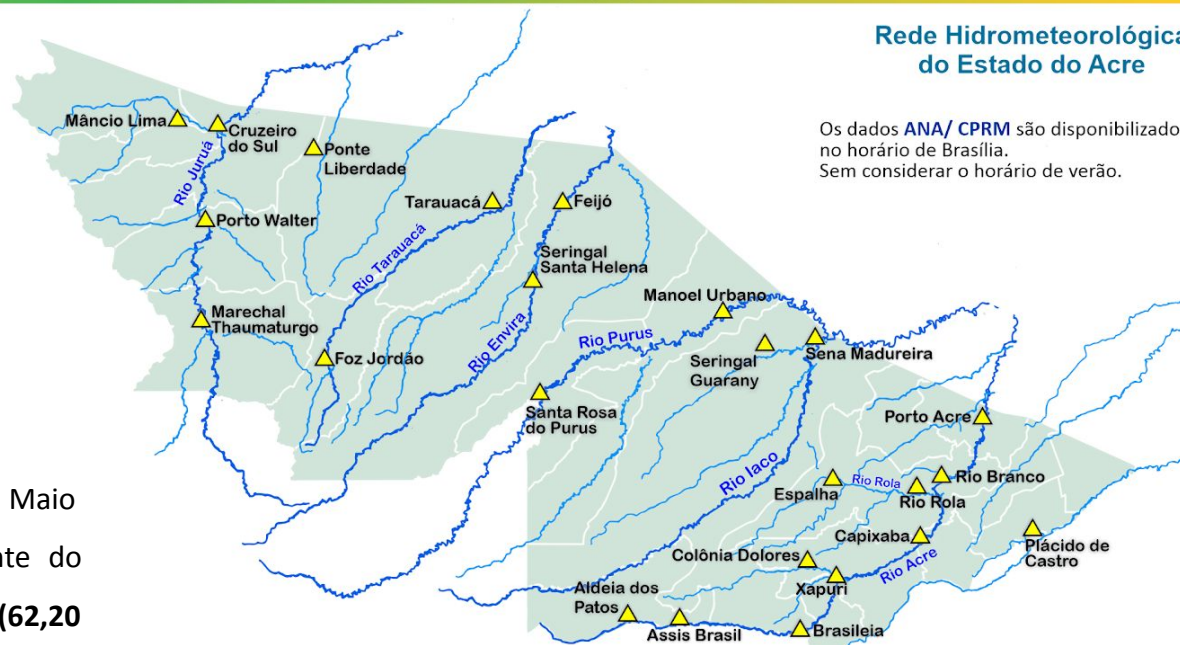 Rede Hidrometeorológica
do Estado do Acre
Os dados ANA/ CPRM são disponibilizado
no horário de Brasília.
Sem considerar o horário de verão.
Mâncio Lima
Cruzeiro
do Sul
Ponte
Liberdade
Rio Juruá
Porto Walter
Tarauacá
Feijó
Rio Tarauacá
Seringal
Santa Helena
Marechal
Thaumaturgo
Foz Jordão
Rio Envira
Manoel Urbano
Rio Purus
Seringal
Guarany
Sena Madureira
Santa Rosa
do Purus
Porto Acre
Rio Iaco
Espalha
Rio Rola
Rio Branco
Rio Rola
Capixaba
Plácido de
Castro
Colônia Dolores
Rio Acre
Xapuri
Aldeia dos
Patos
Assis Brasil
Brasileia
Maio
te do
(62,20